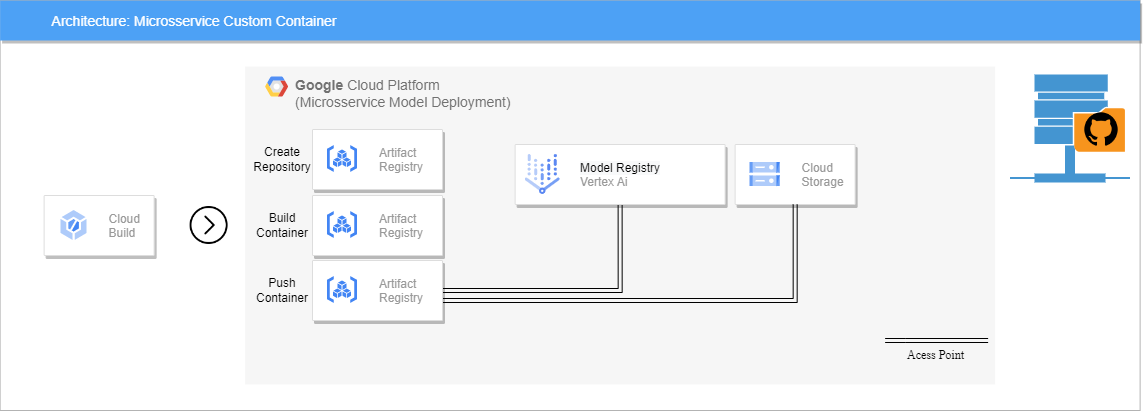 Architecture: Microsservice Custom Container
Google Cloud Platform
(Microsservice Model Deployment)
Create
Repository
Artifact
Registry
Model Registry
Vertex Ai
Cloud
Storage
Cloud
Build
Build
Container
Artifact
Registry
Push
Container
Artifact
Registry
Acess Point